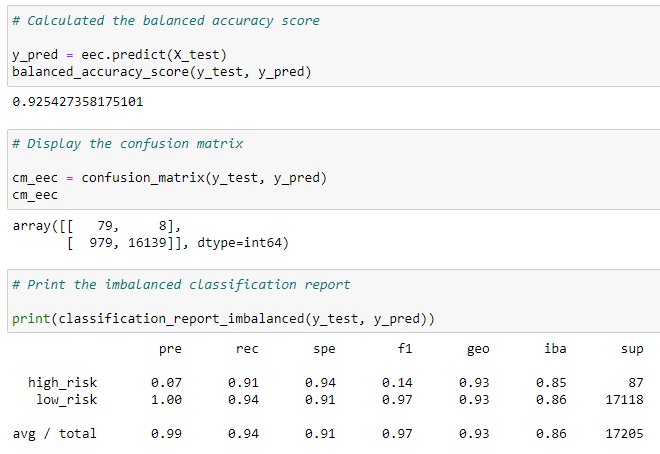 # Calculated the balanced accuracy score
y_pred = eec.predict(X_test)
balanced_accuracy_score(y_test, y_pred)
0.925427358175101
# Display the confusion matrix
cm_eec = confusion_matrix(y_test, y_pred)
cm_eec
array([[   79,     8],
       [  979, 16139]], dtype=int64)
# Print the imbalanced classification report
print(classification_report_imbalanced(y_test, y_pred))
                   pre       rec       spe        f1       geo       iba       sup
  high_risk       0.07      0.91      0.94      0.14      0.93      0.85        87
   low_risk       1.00      0.94      0.91      0.97      0.93      0.86     17118
avg / total       0.99      0.94      0.91      0.97      0.93      0.86     17205